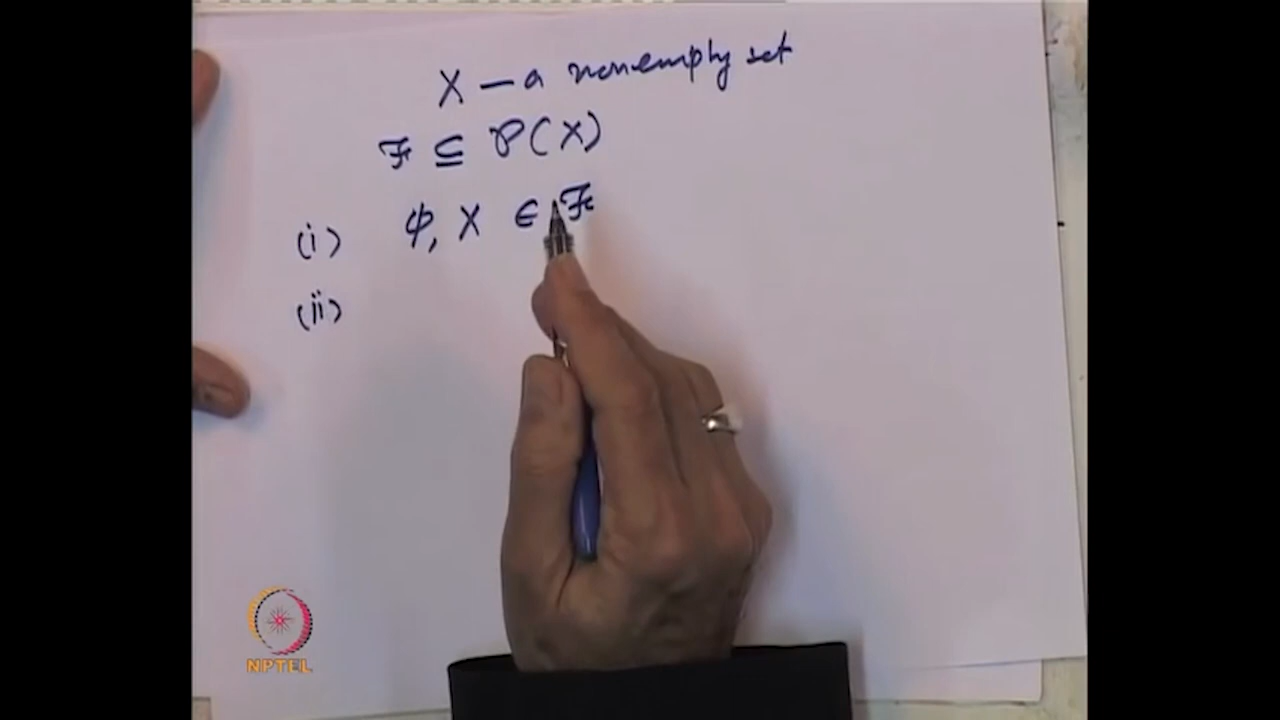 X — a nonempty set
ℱ ⊆ 𝒫(X)
(i) φ, X ∈ ℱ
(ii)
NPTEL